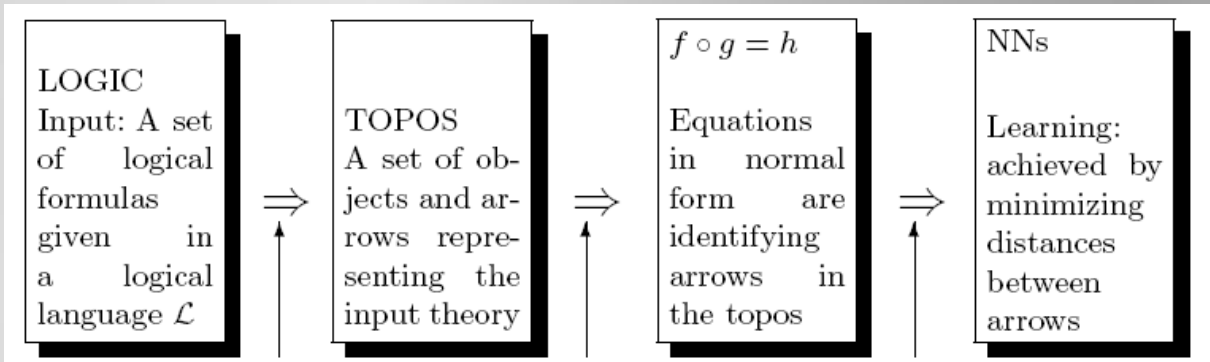 LOGIC
Input: A set
of logical
formulas
given in
a logical
language ℒ
⇒
TOPOS
A set of ob-
jects and ar-
rows repre-
senting the
input theory
⇒
f ∘ g = h
Equations
in normal
form are
identifying
arrows in
the topos
⇒
NNs
Learning:
achieved by
minimizing
distances
between
arrows